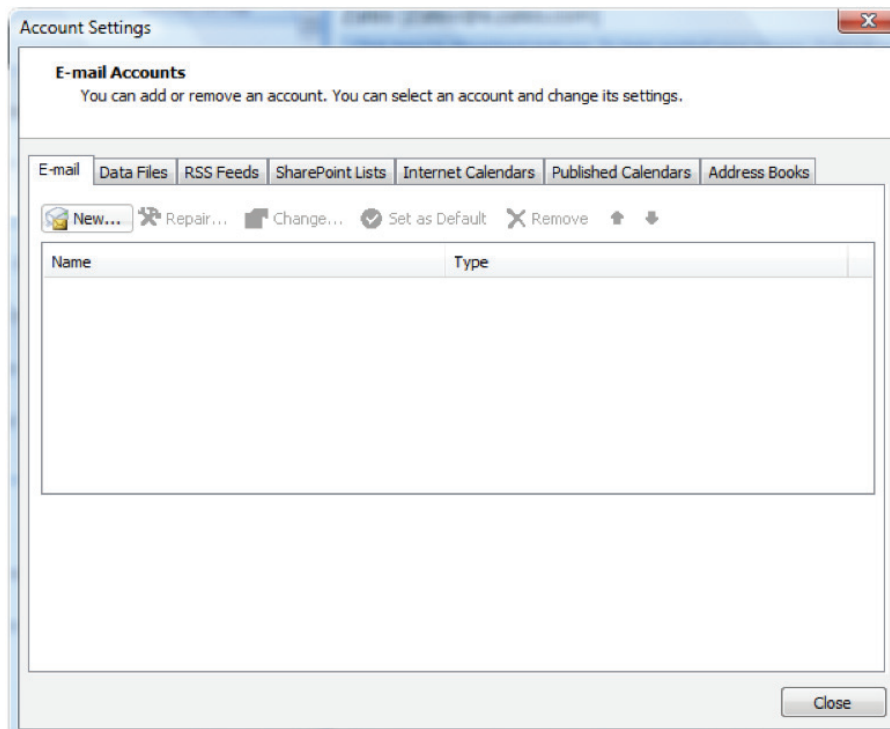 Account Settings
E-mail Accounts
You can add or remove an account. You can select an account and change its settings.
E-mail Data Files RSS Feeds SharePoint Lists Internet Calendars Published Calendars Address Books
New... Repair... Change... Set as Default Remove
Name Type
Close